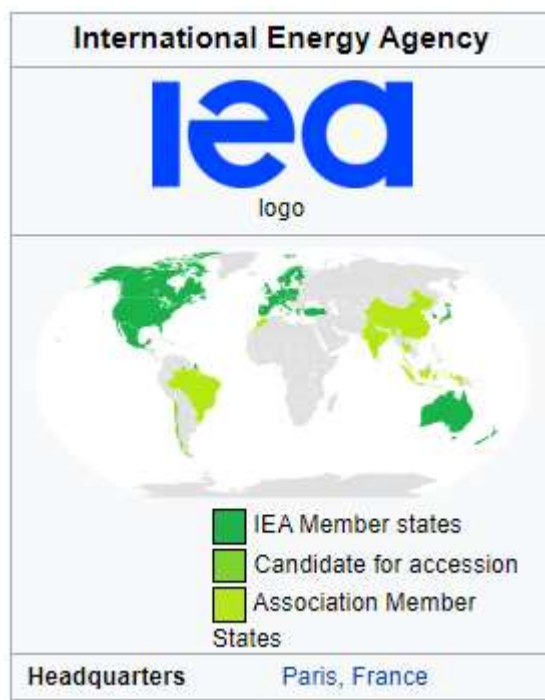 International Energy Agency
iea
logo
IEA Member states
Candidate for accession
Association Member
States
Headquarters Paris, France